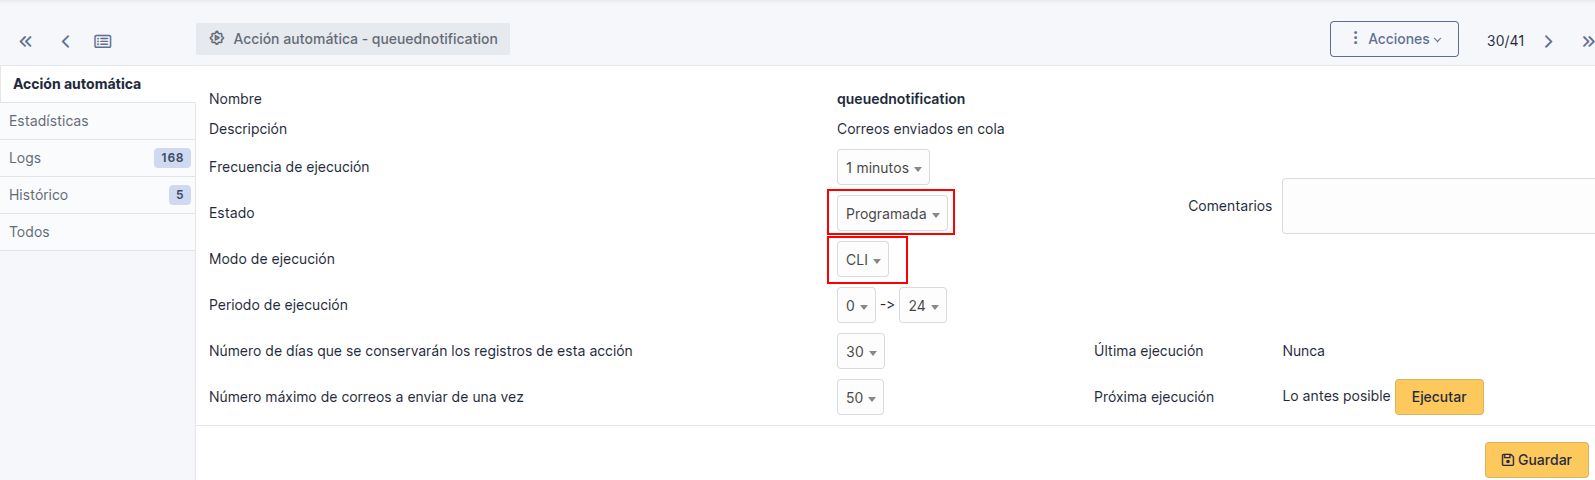 Acción automática - queuednotification
Acciones
30/41
Acción automática
Estadísticas
Logs 168
Histórico 5
Todos
Nombre queuednotification
Descripción Correos enviados en cola
Frecuencia de ejecución 1 minutos
Estado Programada
Comentarios
Modo de ejecución CLI
Periodo de ejecución 0 -> 24
Número de días que se conservarán los registros de esta acción 30
Última ejecución Nunca
Número máximo de correos a enviar de una vez 50
Próxima ejecución Lo antes posible Ejecutar
Guardar